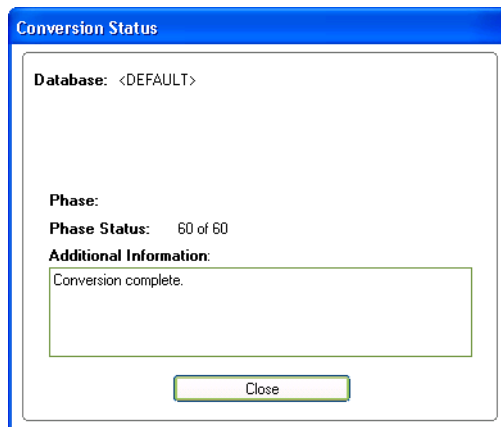 Conversion Status
Database: <DEFAULT>
Phase:
Phase Status: 60 of 60
Additional Information:
Conversion complete.
Close